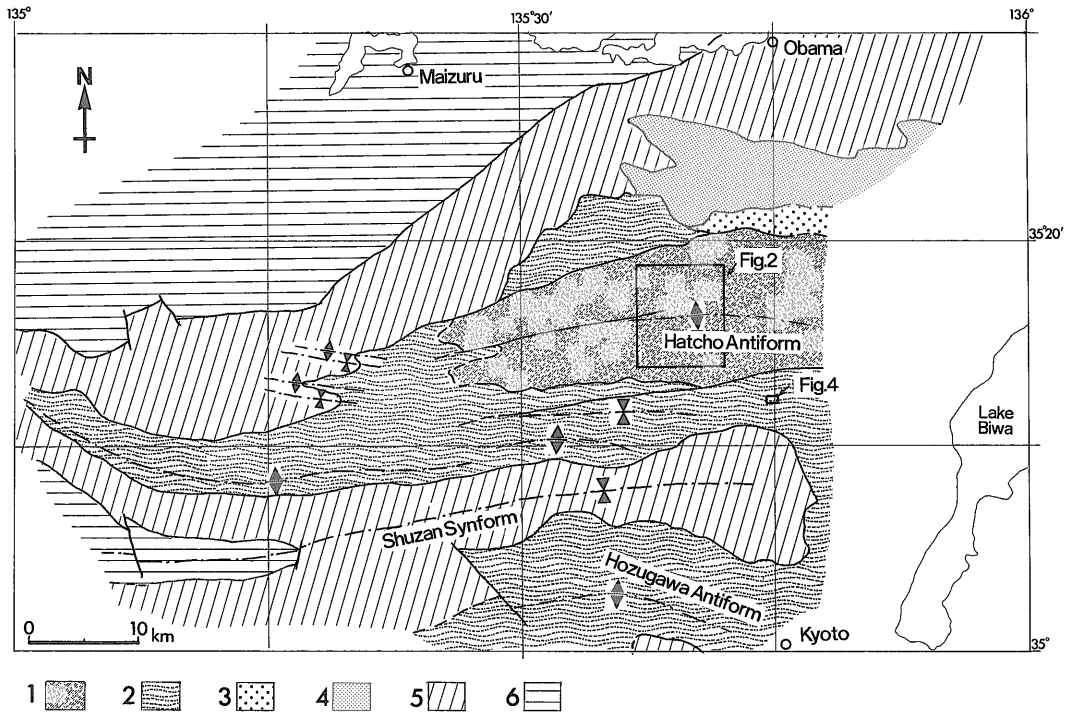 135°
135°30′
136°
N
Maizuru
Obama
35°20′
Fig.2
Hatcho Antiform
Fig.4
Lake
Biwa
Shuzan Synform
Hozugawa Antiform
0 10 km
Kyoto
35°
1 2 3 4 5 6